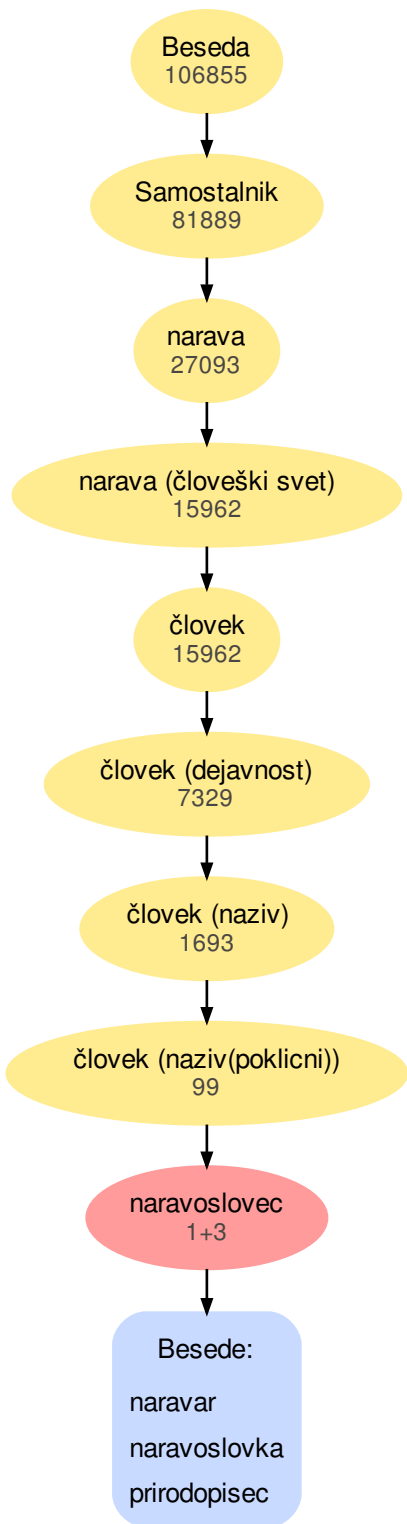 Beseda
106855
Samostalnik
81889
narava
27093
narava (človeški svet)
15962
človek
15962
človek (dejavnost)
7329
človek (naziv)
1693
človek (naziv(poklicni))
99
naravoslovec
1+3
Besede:
naravar
naravoslovka
prirodopisec